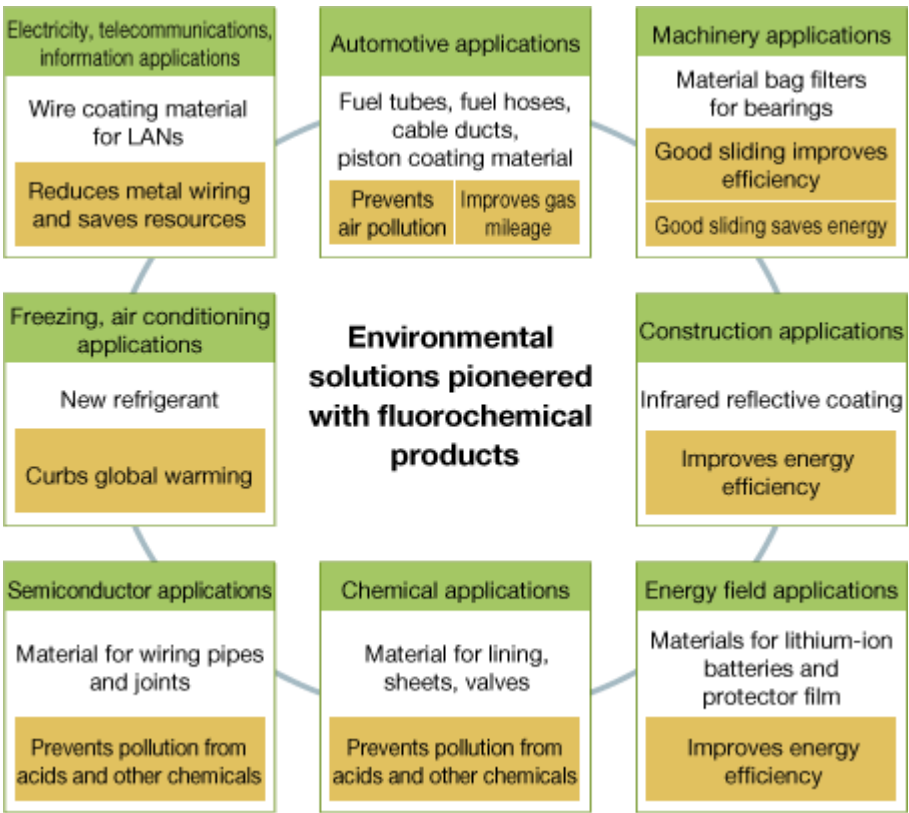 Electricity, telecommunications,
information applications
Wire coating material
for LANs
Reduces metal wiring
and saves resources
Automotive applications
Fuel tubes, fuel hoses,
cable ducts,
piston coating material
Prevents
air pollution
Improves gas
mileage
Machinery applications
Material bag filters
for bearings
Good sliding improves
efficiency
Good sliding saves energy
Freezing, air conditioning
applications
New refrigerant
Curbs global warming
Environmental
solutions pioneered
with fluorochemical
products
Construction applications
Infrared reflective coating
Improves energy
efficiency
Semiconductor applications
Material for wiring pipes
and joints
Prevents pollution from
acids and other chemicals
Chemical applications
Material for lining,
sheets, valves
Prevents pollution from
acids and other chemicals
Energy field applications
Materials for lithium-ion
batteries and
protector film
Improves energy
efficiency